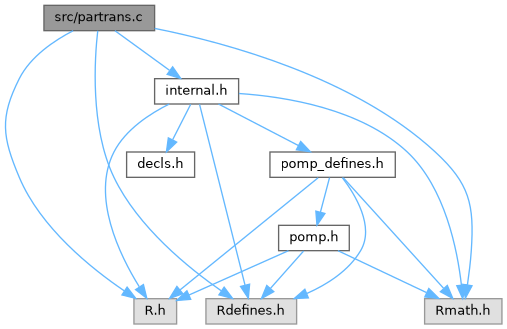 src/partrans.c
internal.h
decls.h
pomp_defines.h
pomp.h
R.h
Rdefines.h
Rmath.h